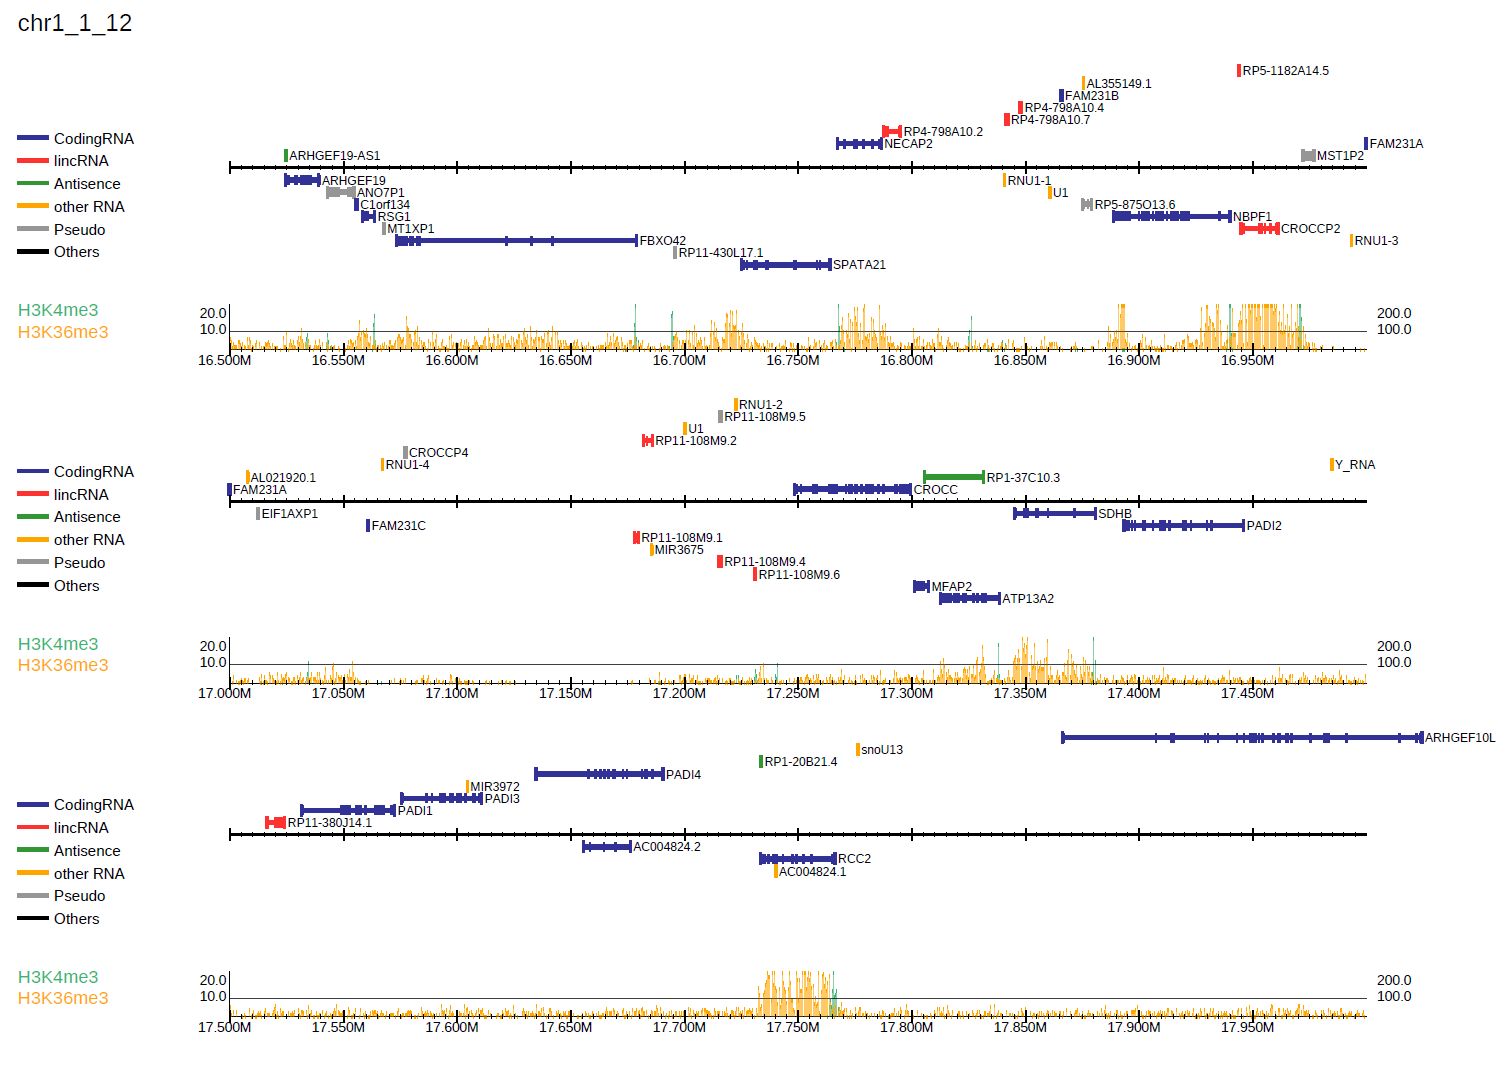 chr1_1_12
RP5-1182A14.5
AL355149.1
FAM231B
RP4-798A10.4
RP4-798A10.7
CodingRNA
RP4-798A10.2
NECAP2
FAM231A
lincRNA
ARHGEF19-AS1
MST1P2
Antisence
ARHGEF19
RNU1-1
ANO7P1
U1
other RNA
C1orf134
RP5-875O13.6
RSG1
NBPF1
Pseudo
MT1XP1
CROCCP2
FBXO42
RNU1-3
Others
RP11-430L17.1
SPATA21
H3K4me3
20.0
200.0
H3K36me3
10.0
100.0
16.500M 16.550M 16.600M 16.650M 16.700M 16.750M 16.800M 16.850M 16.900M 16.950M
RNU1-2
RP11-108M9.5
U1
RP11-108M9.2
CROCCP4
RNU1-4
Y_RNA
CodingRNA
AL021920.1
RP1-37C10.3
FAM231A
CROCC
lincRNA
Antisence
EIF1AXP1
SDHB
FAM231C
PADI2
other RNA
RP11-108M9.1
MIR3675
Pseudo
RP11-108M9.4
RP11-108M9.6
Others
MFAP2
ATP13A2
H3K4me3
20.0
200.0
H3K36me3
10.0
100.0
17.000M 17.050M 17.100M 17.150M 17.200M 17.250M 17.300M 17.350M 17.400M 17.450M
ARHGEF10L
snoU13
RP1-20B21.4
PADI4
MIR3972
PADI3
CodingRNA
PADI1
RP11-380J14.1
lincRNA
Antisence
AC004824.2
RCC2
other RNA
AC004824.1
Pseudo
Others
H3K4me3
20.0
200.0
H3K36me3
10.0
100.0
17.500M 17.550M 17.600M 17.650M 17.700M 17.750M 17.800M 17.850M 17.900M 17.950M